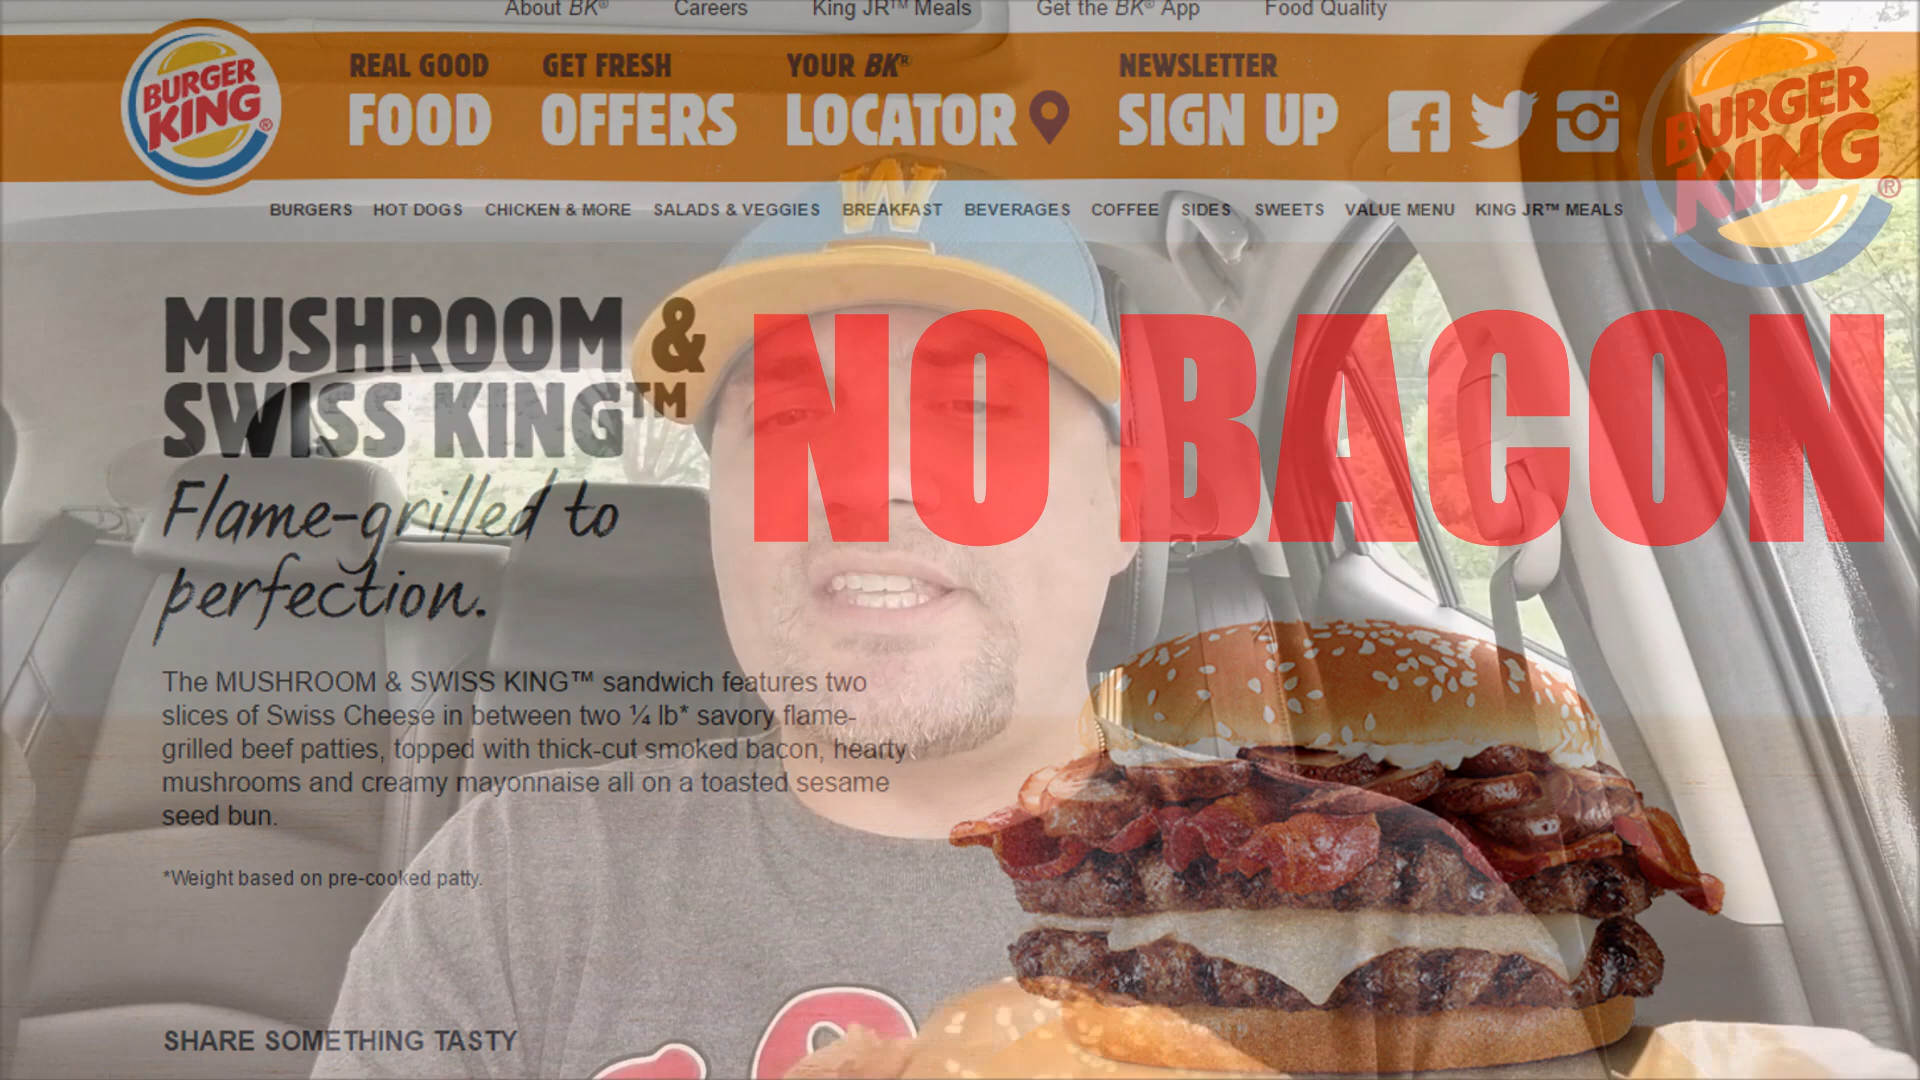 About BK® Careers King JR™ Meals Get the BK® App Food Quality
BURGER
KING®
REAL GOOD
FOOD
GET FRESH
OFFERS
YOUR BK®
LOCATOR
NEWSLETTER
SIGN UP
BURGER
KING®
BURGERS HOT DOGS CHICKEN & MORE SALADS & VEGGIES BREAKFAST BEVERAGES COFFEE SIDES SWEETS VALUE MENU KING JR™ MEALS
W
MUSHROOM &
SWISS KING™
NO BACON
Flame-grilled to
perfection.
The MUSHROOM & SWISS KING™ sandwich features two
slices of Swiss Cheese in between two ¼ lb* savory flame-
grilled beef patties, topped with thick-cut smoked bacon, hearty
mushrooms and creamy mayonnaise all on a toasted sesame
seed bun.
*Weight based on pre-cooked patty.
SHARE SOMETHING TASTY